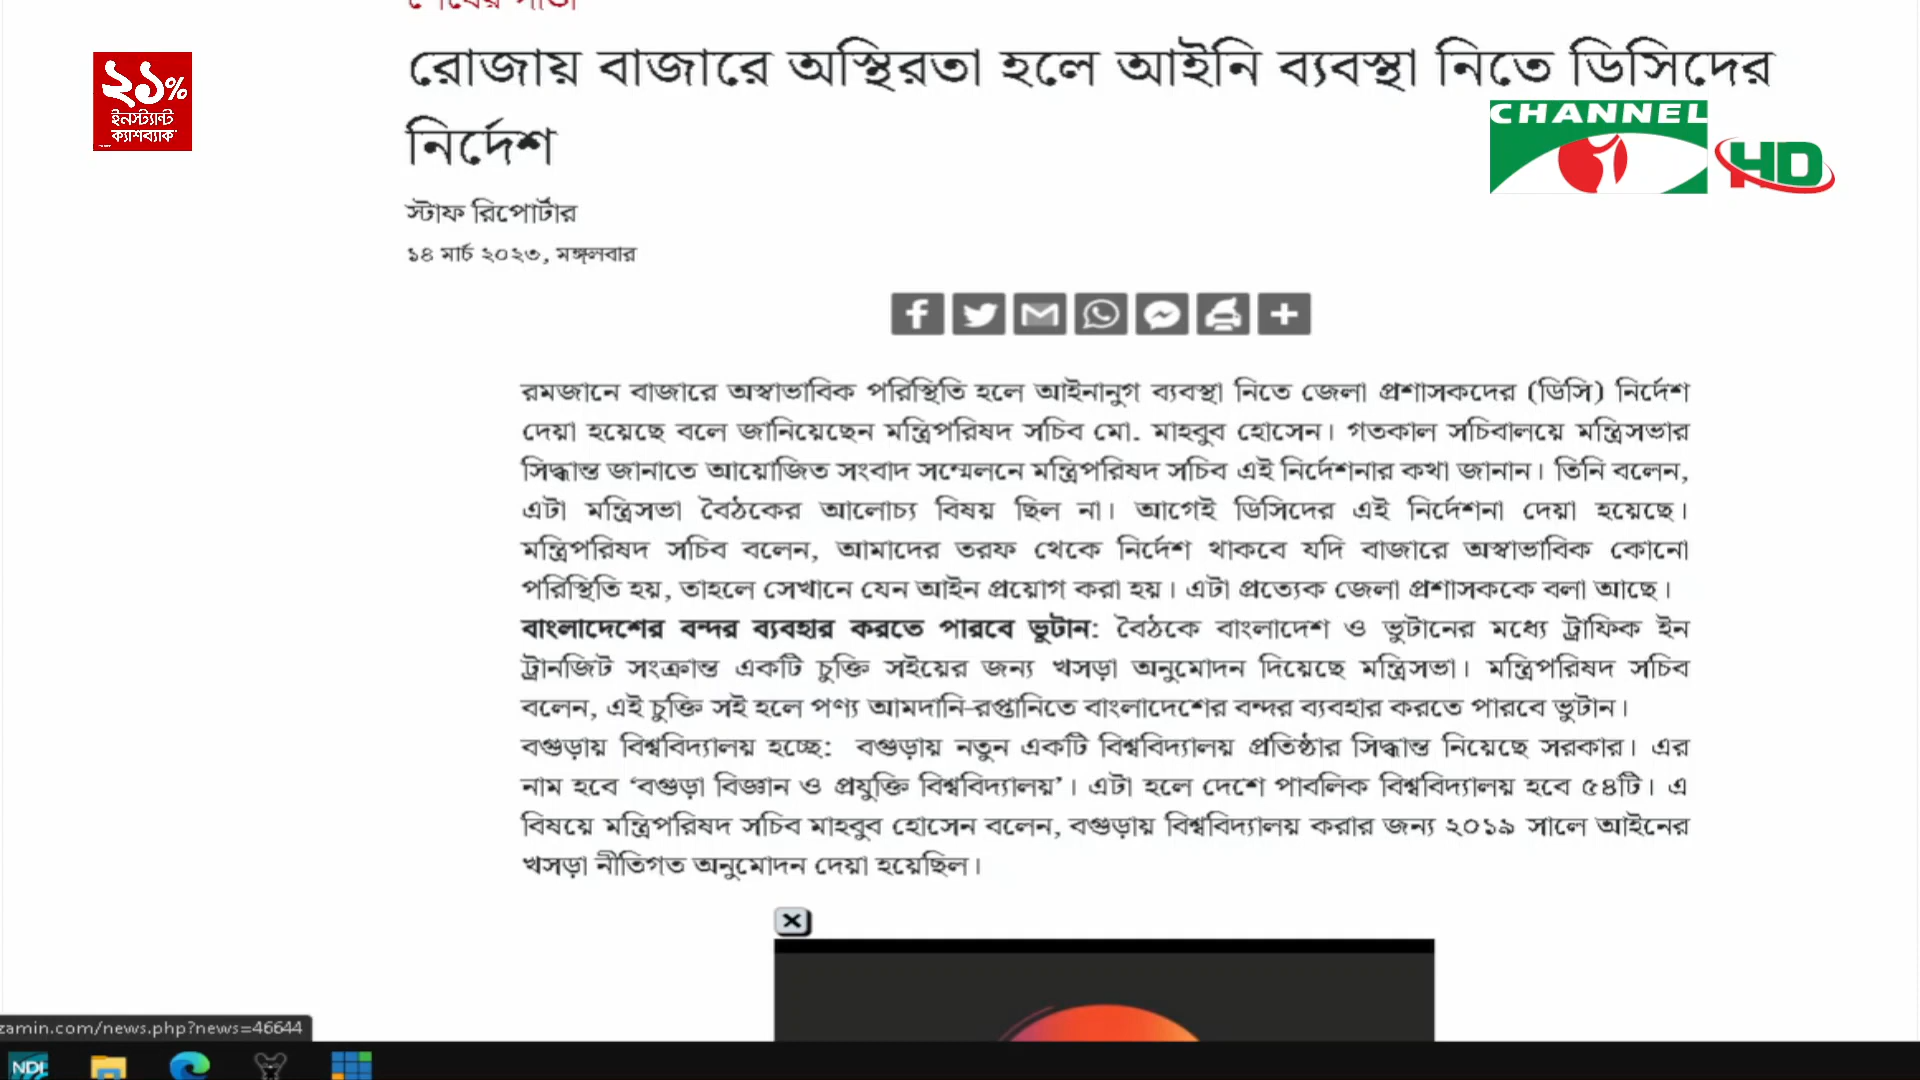 শেষের পাতা
রোজায় বাজারে অস্থিরতা হলে আইনি ব্যবস্থা নিতে ডিসিদের
নির্দেশ
২১%
ইনস্ট্যান্ট
ক্যাশব্যাক
CHANNEL
HD
স্টাফ রিপোর্টার
১৪ মার্চ ২০২৩, মঙ্গলবার
রমজানে বাজারে অস্বাভাবিক পরিস্থিতি হলে আইনানুগ ব্যবস্থা নিতে জেলা প্রশাসকদের (ডিসি) নির্দেশ
দেয়া হয়েছে বলে জানিয়েছেন মন্ত্রিপরিষদ সচিব মো. মাহবুব হোসেন। গতকাল সচিবালয়ে মন্ত্রিসভার
সিদ্ধান্ত জানাতে আয়োজিত সংবাদ সম্মেলনে মন্ত্রিপরিষদ সচিব এই নির্দেশনার কথা জানান। তিনি বলেন,
এটা মন্ত্রিসভা বৈঠকের আলোচ্য বিষয় ছিল না। আগেই ডিসিদের এই নির্দেশনা দেয়া হয়েছে।
মন্ত্রিপরিষদ সচিব বলেন, আমাদের তরফ থেকে নির্দেশ থাকবে যদি বাজারে অস্বাভাবিক কোনো
পরিস্থিতি হয়, তাহলে সেখানে যেন আইন প্রয়োগ করা হয়। এটা প্রত্যেক জেলা প্রশাসককে বলা আছে।
বাংলাদেশের বন্দর ব্যবহার করতে পারবে ভুটান: বৈঠকে বাংলাদেশ ও ভুটানের মধ্যে ট্রাফিক ইন
ট্রানজিট সংক্রান্ত একটি চুক্তি সইয়ের জন্য খসড়া অনুমোদন দিয়েছে মন্ত্রিসভা। মন্ত্রিপরিষদ সচিব
বলেন, এই চুক্তি সই হলে পণ্য আমদানি-রপ্তানিতে বাংলাদেশের বন্দর ব্যবহার করতে পারবে ভুটান।
বগুড়ায় বিশ্ববিদ্যালয় হচ্ছে: বগুড়ায় নতুন একটি বিশ্ববিদ্যালয় প্রতিষ্ঠার সিদ্ধান্ত নিয়েছে সরকার। এর
নাম হবে ‘বগুড়া বিজ্ঞান ও প্রযুক্তি বিশ্ববিদ্যালয়’। এটা হলে দেশে পাবলিক বিশ্ববিদ্যালয় হবে ৫৪টি। এ
বিষয়ে মন্ত্রিপরিষদ সচিব মাহবুব হোসেন বলেন, বগুড়ায় বিশ্ববিদ্যালয় করার জন্য ২০১৯ সালে আইনের
খসড়া নীতিগত অনুমোদন দেয়া হয়েছিল।
zamin.com/news.php?news=46644
NDI